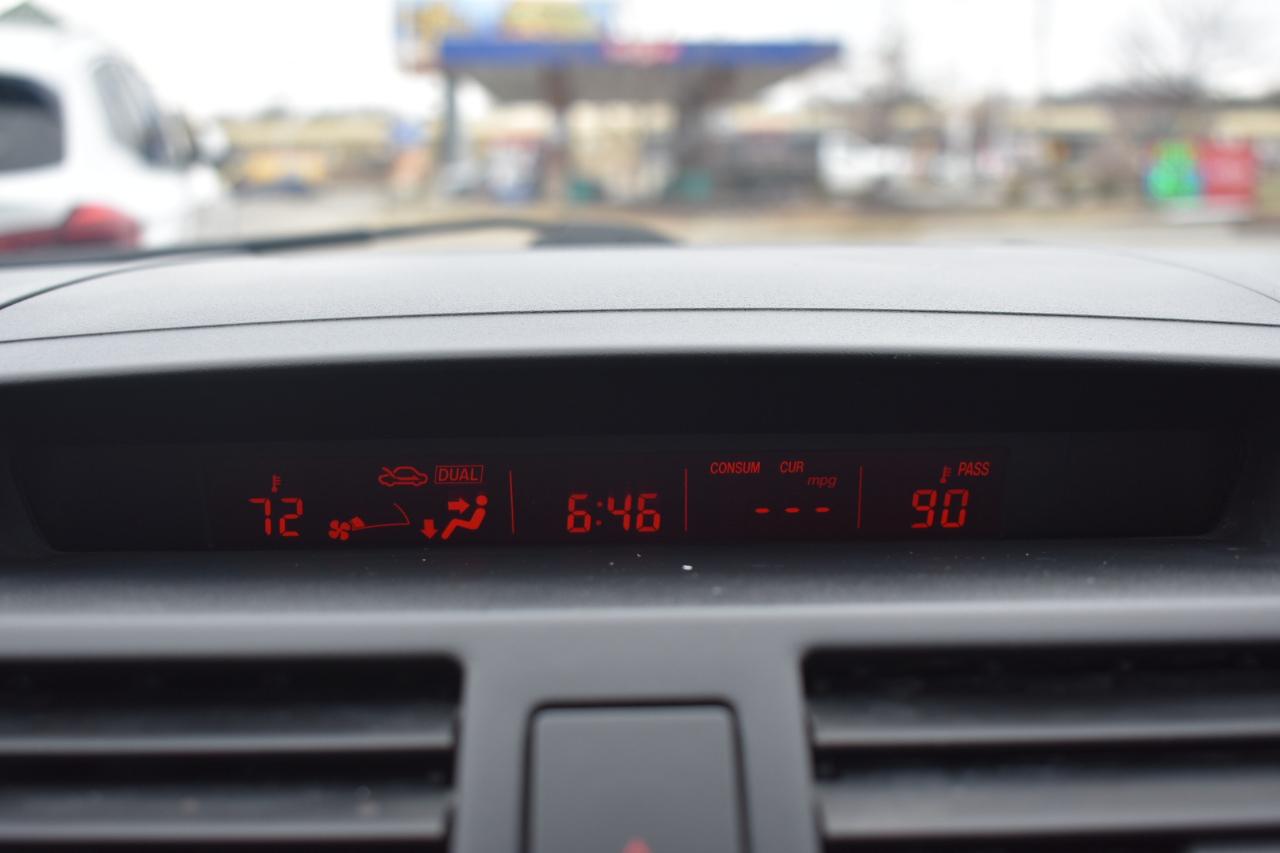 DUAL
72
6:46
CONSUM CUR
mpg
---
PASS
90